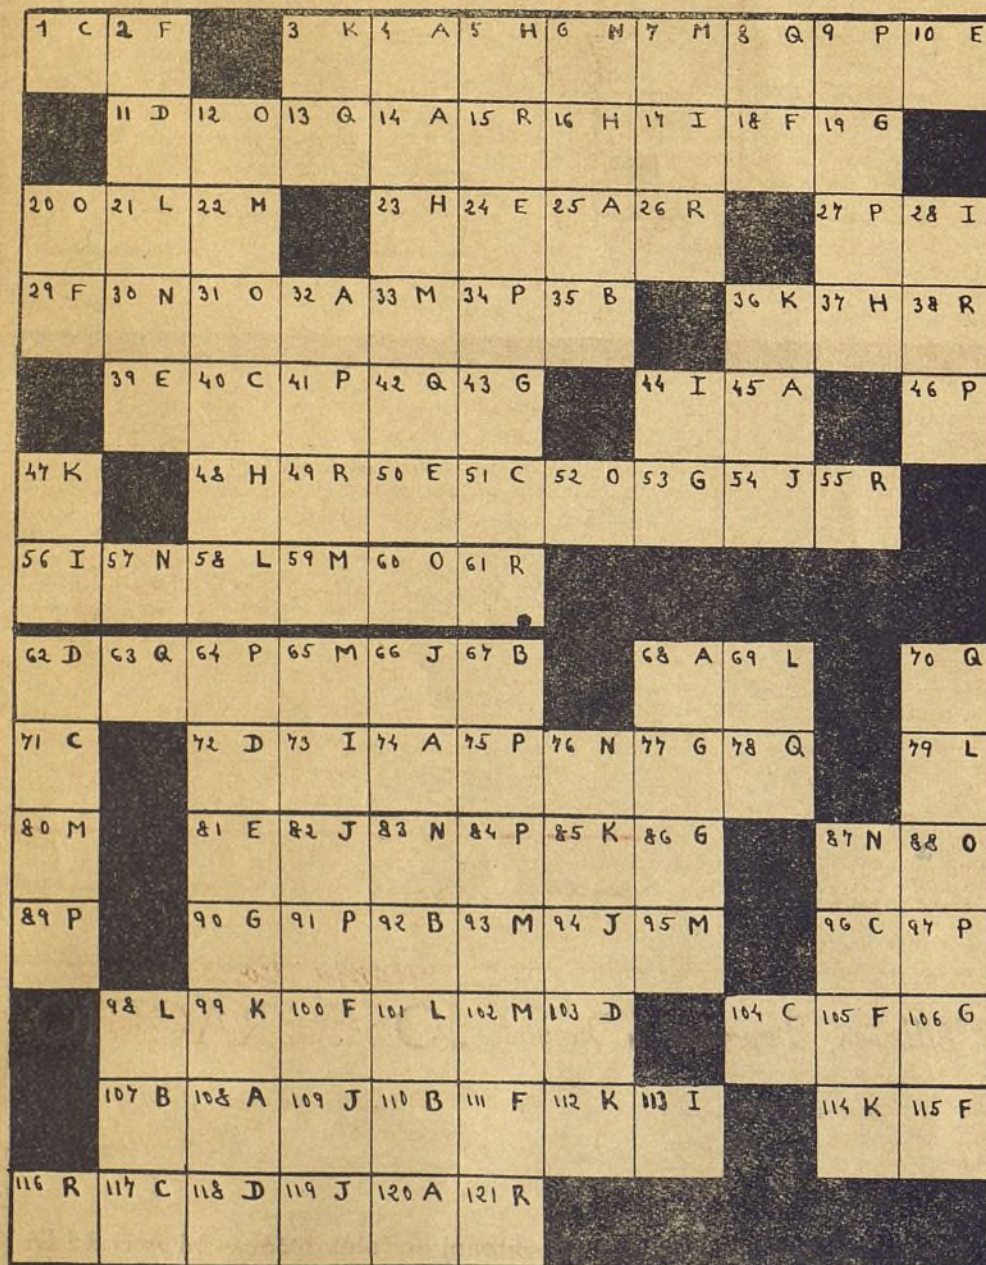 1 C 2 F 3 K 4 A 5 H 6 N 7 M 8 Q 9 P 10 E
11 D 12 O 13 Q 14 A 15 R 16 H 17 I 18 F 19 G
20 O 21 L 22 M 23 H 24 E 25 A 26 R 27 P 28 I
29 F 30 N 31 O 32 A 33 M 34 P 35 B 36 K 37 H 38 R
39 E 40 C 41 P 42 Q 43 G 44 I 45 A 46 P
47 K 48 H 49 R 50 E 51 C 52 O 53 G 54 J 55 R
56 I 57 N 58 L 59 M 60 O 61 R
62 D 63 Q 64 P 65 M 66 J 67 B 68 A 69 L 70 Q
71 C 72 D 73 I 74 A 75 P 76 N 77 G 78 Q 79 L
80 M 81 E 82 J 83 N 84 P 85 K 86 G 87 N 88 O
89 P 90 G 91 P 92 B 93 M 94 J 95 M 96 C 97 P
98 L 99 K 100 F 101 L 102 M 103 D 104 C 105 F 106 G
107 B 108 A 109 J 110 B 111 F 112 K 113 I 114 K 115 F
116 R 117 C 118 D 119 J 120 A 121 R